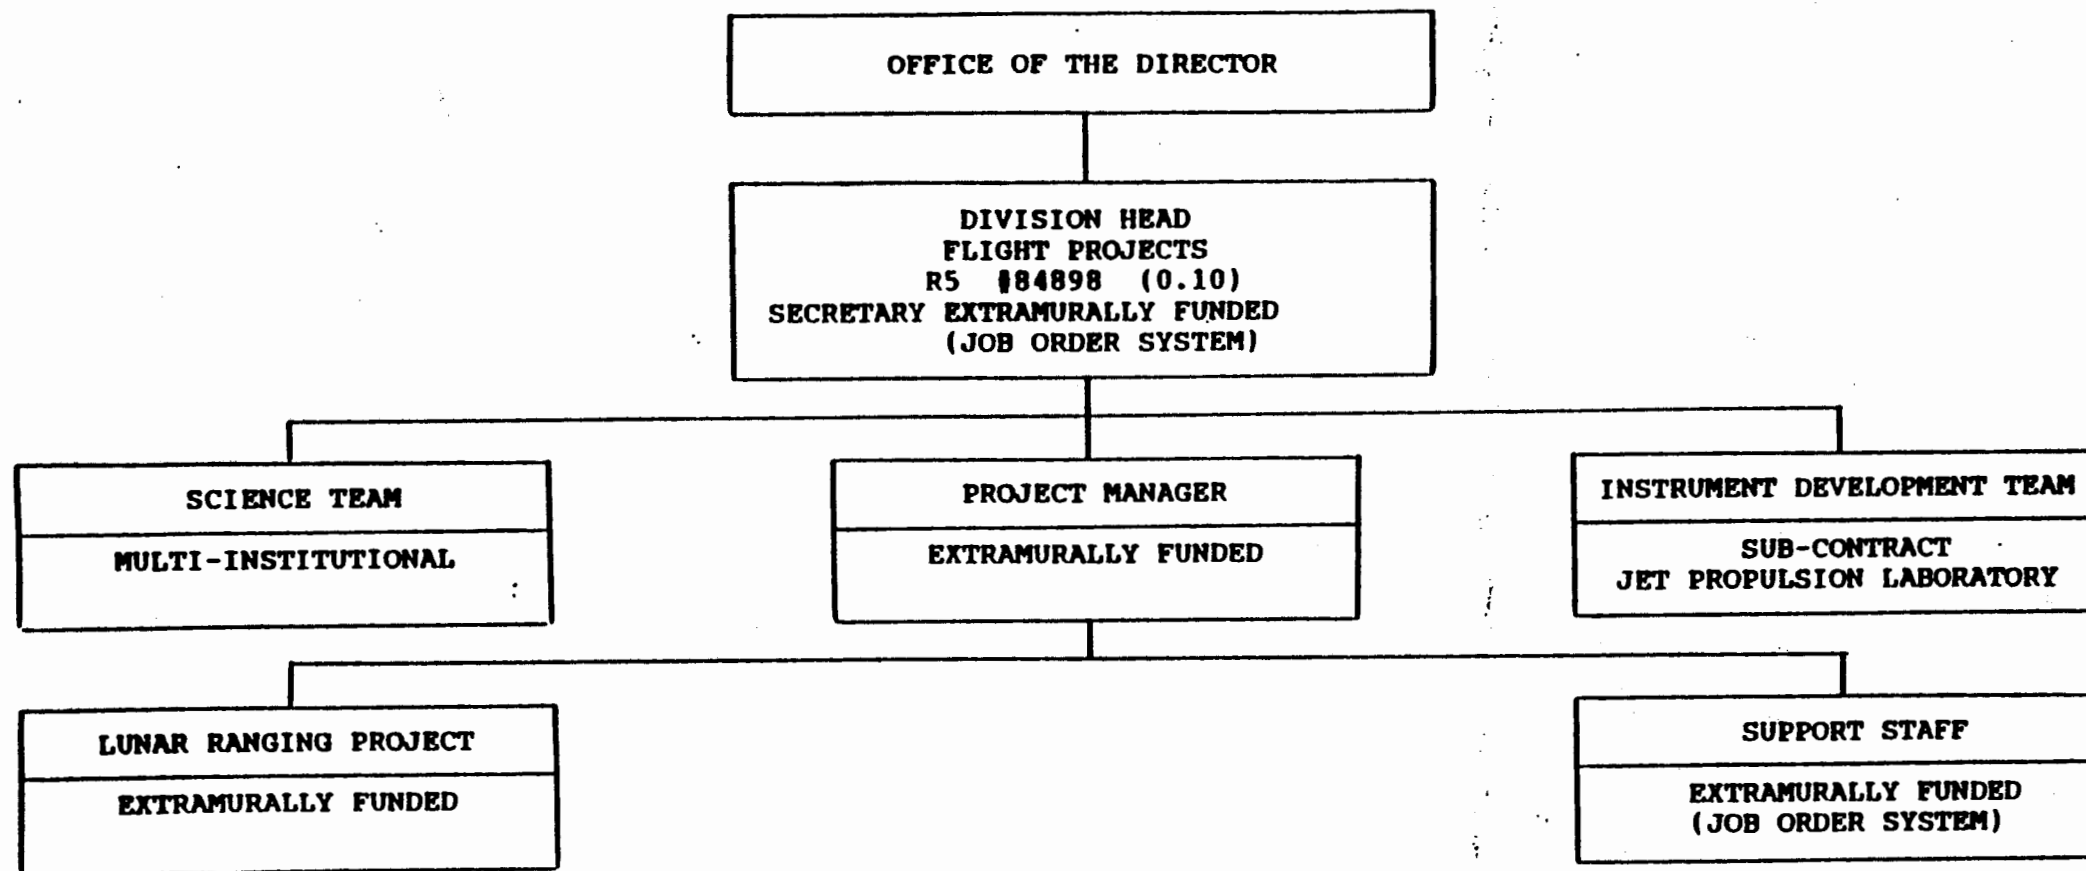 OFFICE OF THE DIRECTOR
DIVISION HEAD
FLIGHT PROJECTS
R5 #84898 (0.10)
SECRETARY EXTRAMURALLY FUNDED
(JOB ORDER SYSTEM)
SCIENCE TEAM
MULTI-INSTITUTIONAL
PROJECT MANAGER
EXTRAMURALLY FUNDED
INSTRUMENT DEVELOPMENT TEAM
SUB-CONTRACT
JET PROPULSION LABORATORY
LUNAR RANGING PROJECT
EXTRAMURALLY FUNDED
SUPPORT STAFF
EXTRAMURALLY FUNDED
(JOB ORDER SYSTEM)